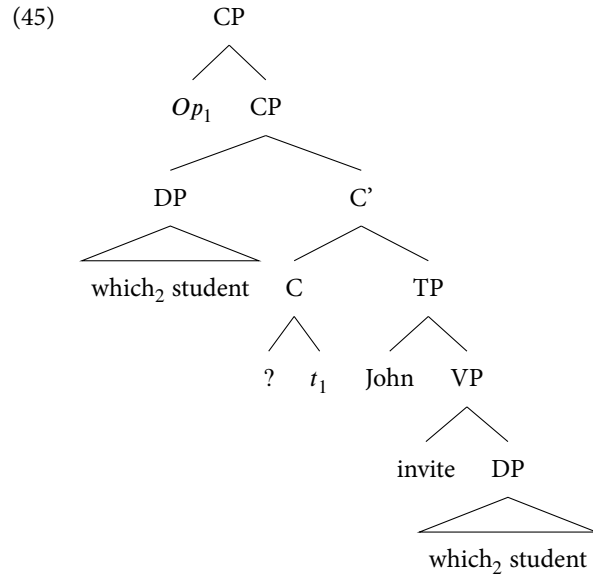 (45) CP
Op₁ CP
DP C’
which₂ student C TP
? t₁ John VP
invite DP
which₂ student